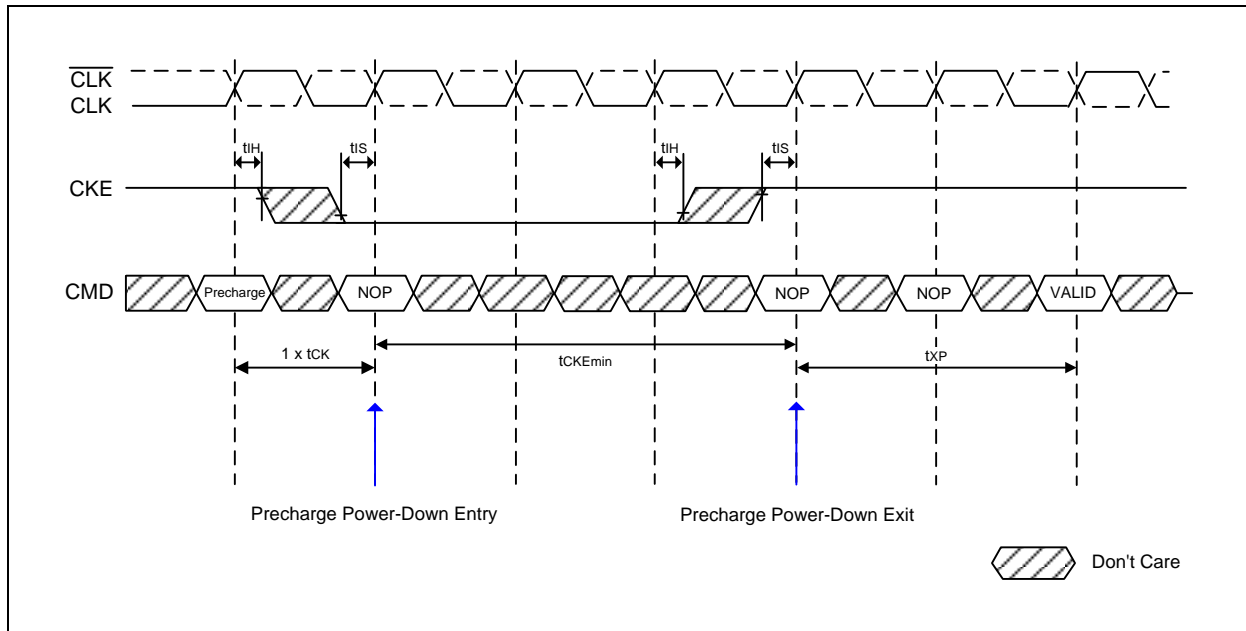 CLK
CLK
tIH
tIS
tIH
tIS
CKE
CMD
Precharge
NOP
NOP
NOP
VALID
1 x tCK
tCKEmin
tXP
Precharge Power-Down Entry
Precharge Power-Down Exit
Don't Care